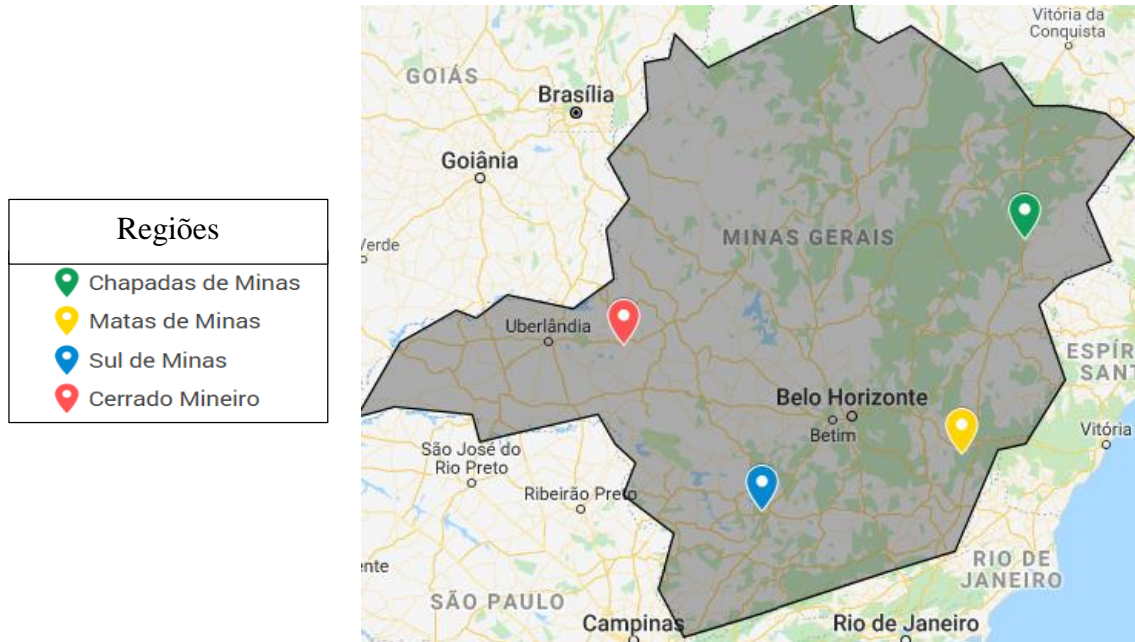 Regiões
Chapadas de Minas
Matas de Minas
Sul de Minas
Cerrado Mineiro
Vitória da
Conquista
GOIÁS
Brasília
Goiânia
MINAS GERAIS
Verde
Uberlândia
ESPÍR
SANT
Belo Horizonte
Betim
Vitória
São José do
Rio Preto
Ribeirão Preto
RIO DE
JANEIRO
ente
SÃO PAULO
Campinas
Rio de Janeiro